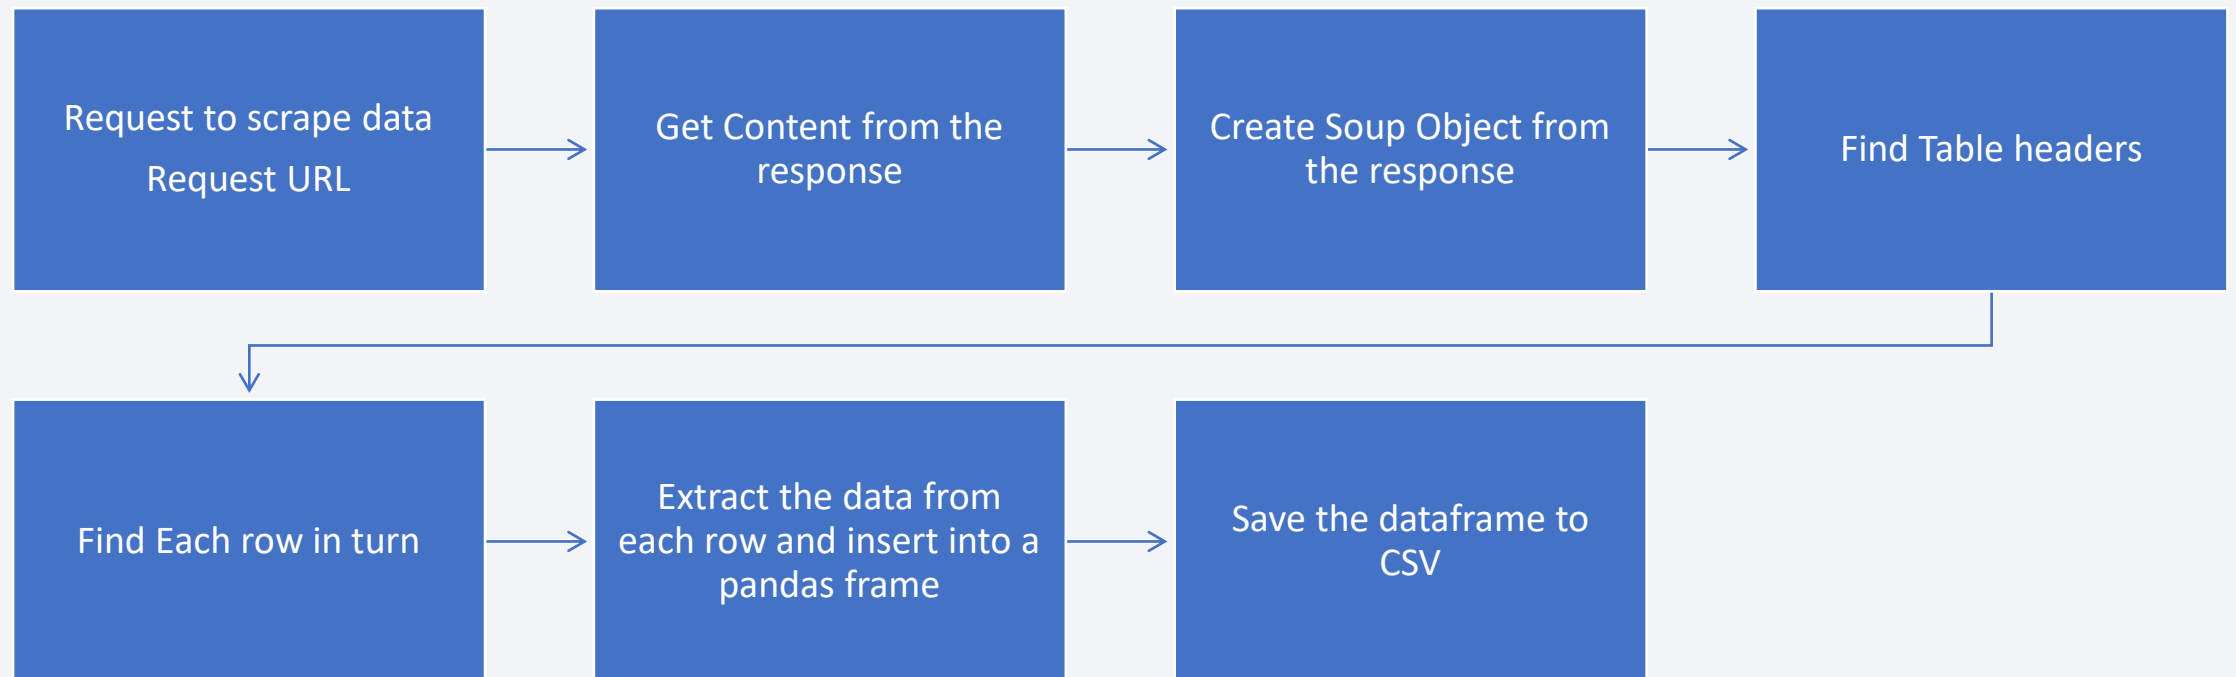 Request to scrape data
Request URL
Get Content from the
response
Create Soup Object from
the response
Find Table headers
Find Each row in turn
Extract the data from
each row and insert into a
pandas frame
Save the dataframe to
CSV